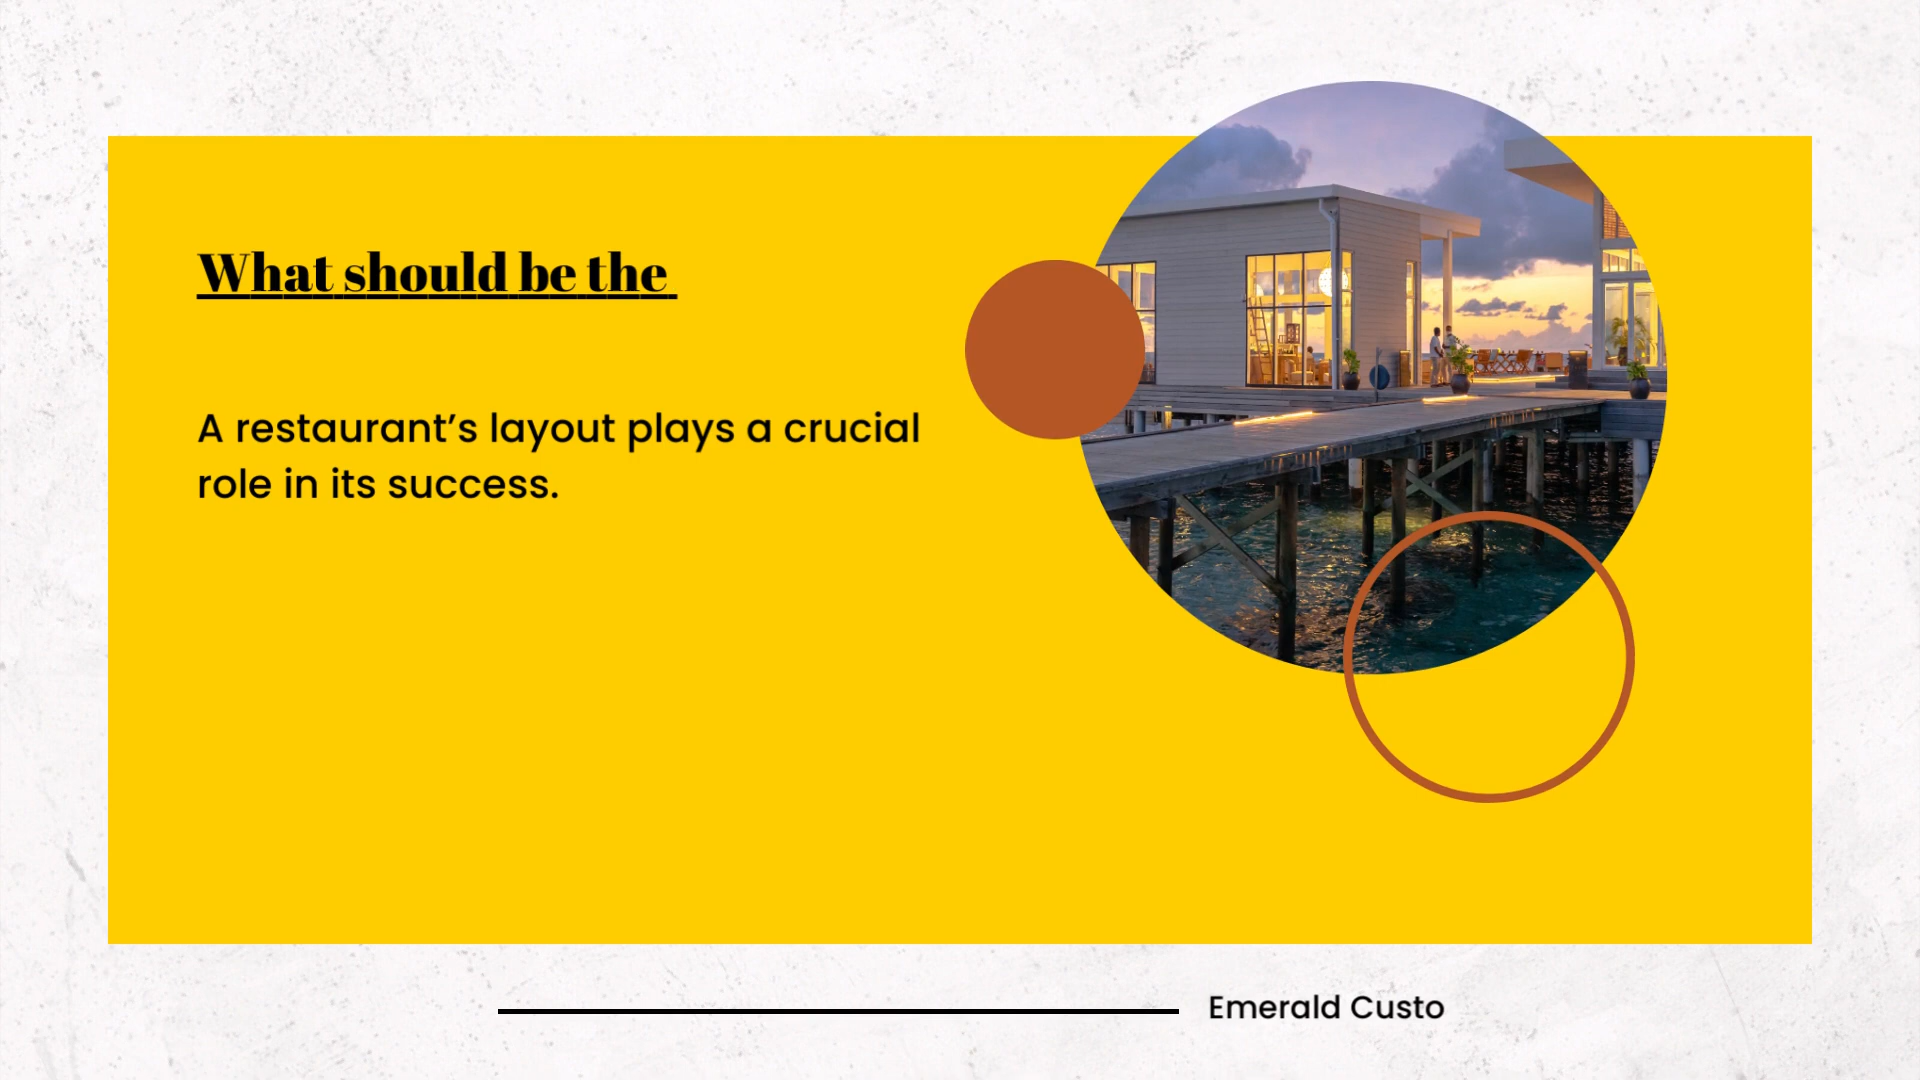 What should be the
A restaurant’s layout plays a crucial
role in its success.
Emerald Custo